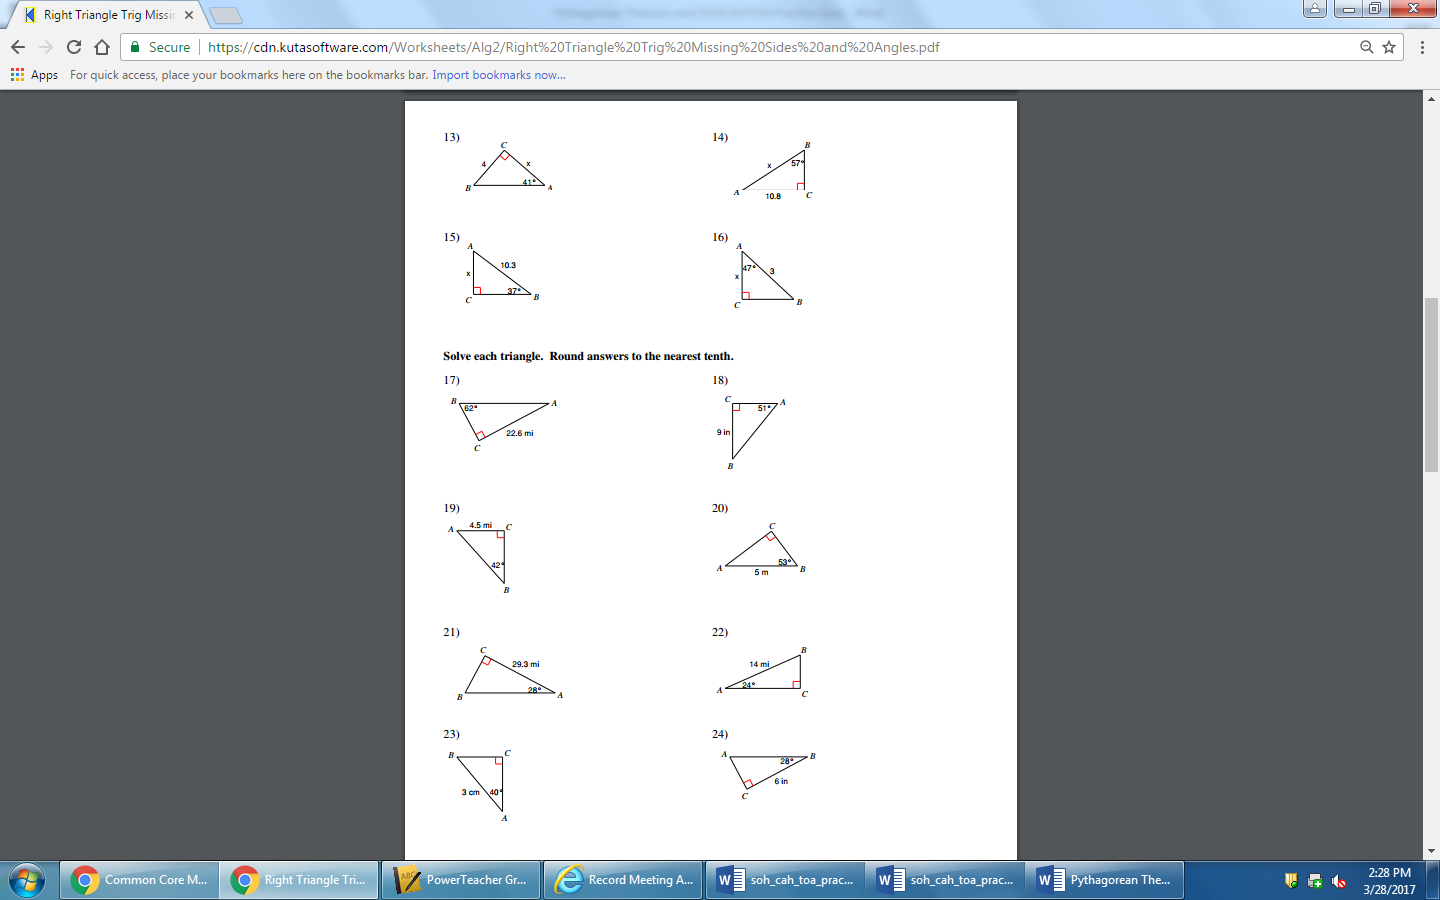 Right Triangle Trig Missin
Secure
https://cdn.kutasoftware.com/Worksheets/Alg2/Right%20Triangle%20Trig%20Missing%20Sides%20and%20Angles.pdf
Apps For quick access, place your bookmarks here on the bookmarks bar. Import bookmarks now...
13)
C
4
x
41°
B
A
14)
B
x
57°
A
10.8
C
15)
A
10.3
x
37°
C
B
16)
A
47°
3
x
C
B
Solve each triangle. Round answers to the nearest tenth.
17)
B
A
62°
22.6 mi
C
18)
C
A
51°
9 in
B
19)
4.5 mi
A
C
42°
B
20)
C
53°
A
B
5 m
21)
C
29.3 mi
28°
B
A
22)
B
14 mi
24°
A
C
23)
B
C
3 cm
40°
A
24)
A
B
28°
6 in
C
Common Core M...
Right Triangle Tri...
PowerTeacher Gr...
Record Meeting A...
soh_cah_toa_prac...
soh_cah_toa_prac...
Pythagorean The...
2:28 PM
3/28/2017